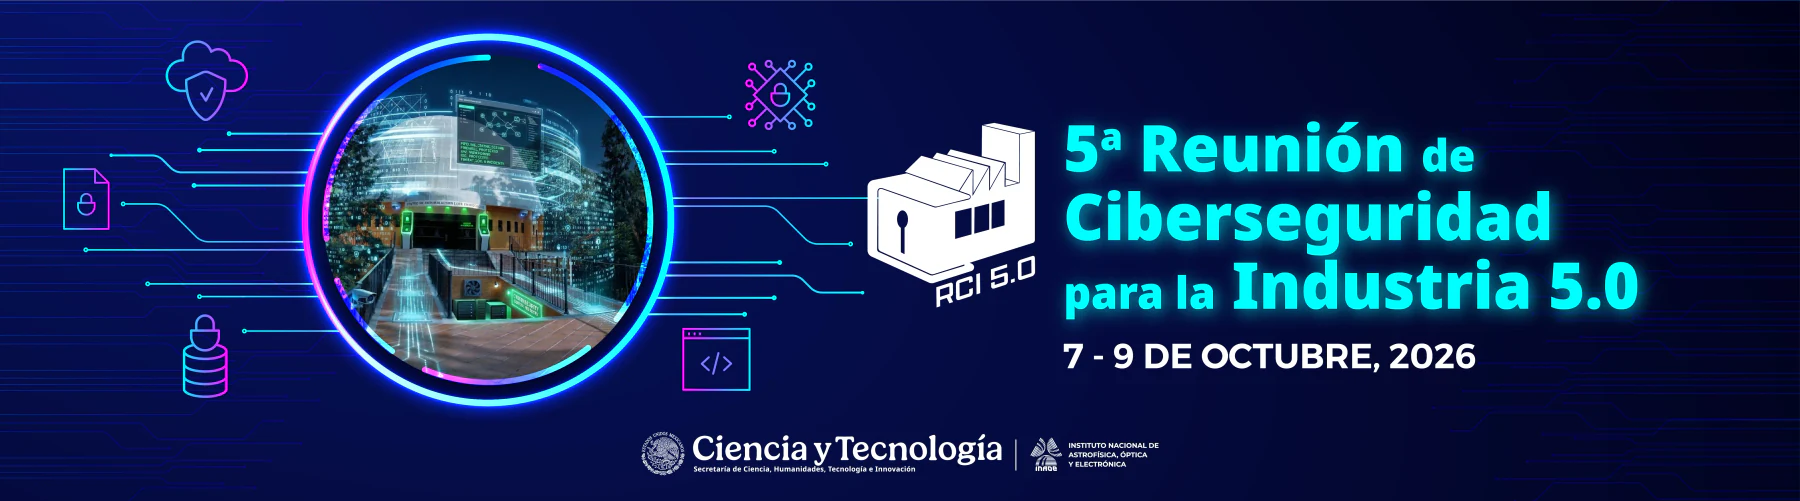 RCI 5.0
5ª Reunión de
Ciberseguridad
para la Industria 5.0
7 - 9 DE OCTUBRE, 2026
Ciencia y Tecnología
Secretaría de Ciencia, Humanidades, Tecnología e Innovación
INAOE
INSTITUTO NACIONAL DE
ASTROFÍSICA, ÓPTICA
Y ELECTRÓNICA